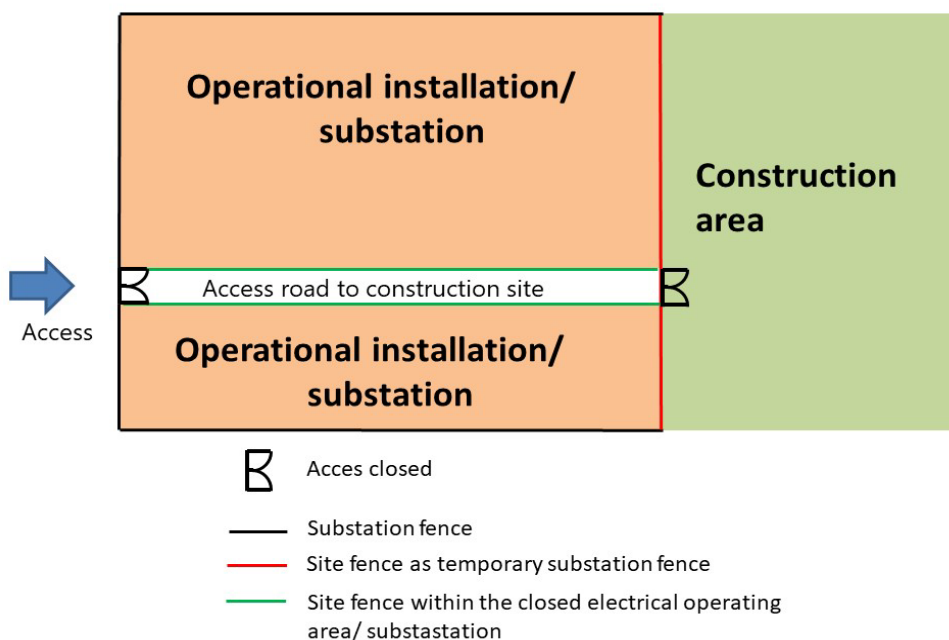 Operational installation/
substation
Construction
area
Access road to construction site
Access
Operational installation/
substation
Acces closed
Substation fence
Site fence as temporary substation fence
Site fence within the closed electrical operating
area/ substastation